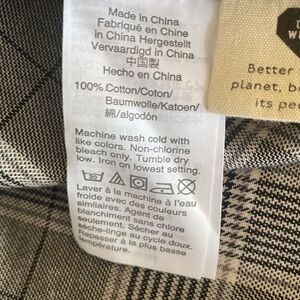 Made in China
Fabriqué en Chine
in China Hergestellt
Vervaardigd in China
中国製
Hecho en China
100% Cotton/Coton/
Baumwolle/Katoen/
綿/algodón
Machine wash cold with
like colors. Non-chlorine
bleach only. Tumble dry
low. Iron on lowest setting.
Laver à la machine à l'eau
froide avec des couleurs
similaires. Agent de
blanchiment sans chlore
seulement. Sécher au
sèche-linge au cycle doux.
Repasser à la plus basse
température.
Better
planet, b
its pe